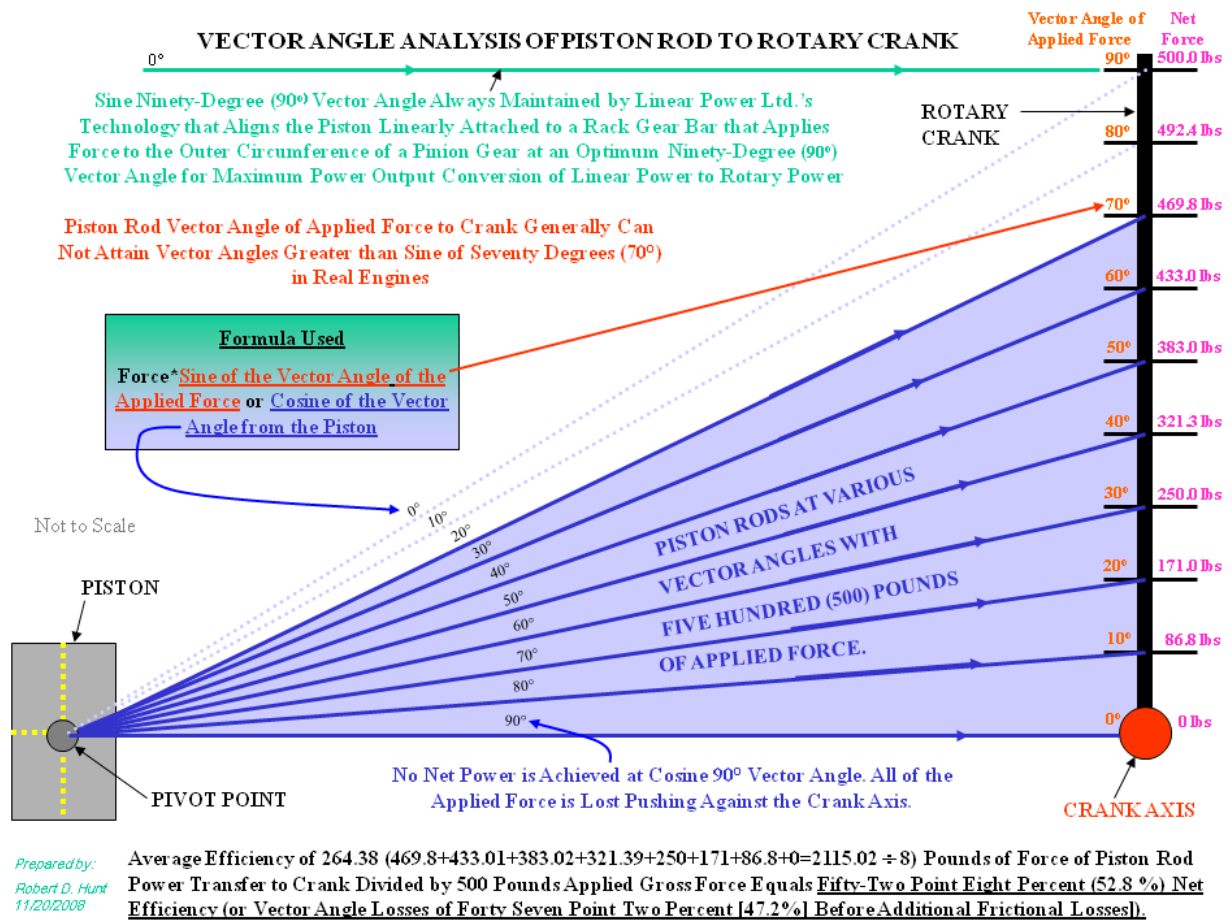 VECTOR ANGLE ANALYSIS OF PISTON ROD TO ROTARY CRANK
Vector Angle of
Applied Force
Net
Force
0°
90°
500.0 lbs
Sine Ninety-Degree (90°) Vector Angle Always Maintained by Linear Power Ltd.'s
Technology that Aligns the Piston Linearly Attached to a Rack Gear Bar that Applies
Force to the Outer Circumference of a Pinion Gear at an Optimum Ninety-Degree (90°)
Vector Angle for Maximum Power Output Conversion of Linear Power to Rotary Power
ROTARY
CRANK
80°
492.4 lbs
70°
469.8 lbs
Piston Rod Vector Angle of Applied Force to Crank Generally Can
Not Attain Vector Angles Greater than Sine of Seventy Degrees (70°)
in Real Engines
60°
433.0 lbs
Formula Used
Force*Sine of the Vector Angle of the
Applied Force or Cosine of the Vector
Angle from the Piston
50°
383.0 lbs
40°
321.3 lbs
30°
250.0 lbs
20°
171.0 lbs
10°
86.8 lbs
0°
0 lbs
0°
10°
20°
30°
40°
50°
60°
70°
80°
90°
PISTON RODS AT VARIOUS
VECTOR ANGLES WITH
FIVE HUNDRED (500) POUNDS
OF APPLIED FORCE.
Not to Scale
PISTON
PIVOT POINT
No Net Power is Achieved at Cosine 90° Vector Angle. All of the
Applied Force is Lost Pushing Against the Crank Axis.
CRANK AXIS
Prepared by:
Robert D. Hunt
11/20/2008
Average Efficiency of 264.38 (469.8+433.01+383.02+321.39+250+171+86.8+0=2115.02 ÷ 8) Pounds of Force of Piston Rod
Power Transfer to Crank Divided by 500 Pounds Applied Gross Force Equals Fifty-Two Point Eight Percent (52.8 %) Net
Efficiency (or Vector Angle Losses of Forty Seven Point Two Percent [47.2%] Before Additional Frictional Losses]).